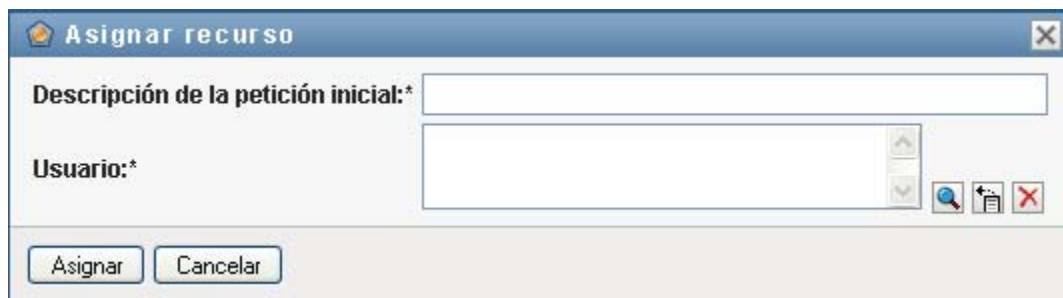 Asignar recurso
Descripción de la petición inicial:*
Usuario:*
Asignar Cancelar